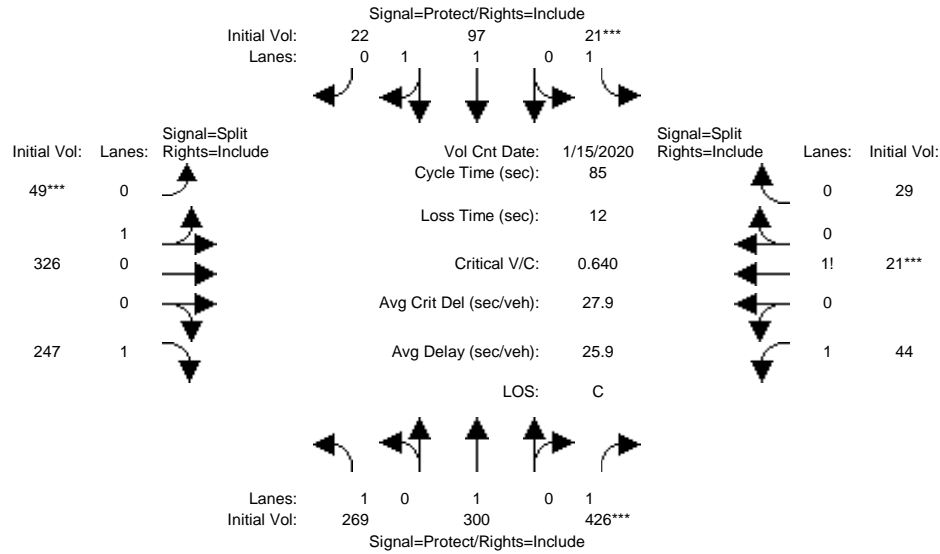 Signal=Protect/Rights=Include
Initial Vol: 22 97 21***
Lanes: 0 1 1 0 1
Signal=Split
Initial Vol: Lanes: Rights=Include
Vol Cnt Date: 1/15/2020
Signal=Split
Rights=Include Lanes: Initial Vol:
Cycle Time (sec): 85
49*** 0
0 29
Loss Time (sec): 12
1
0
326 0
Critical V/C: 0.640
1! 21***
0
Avg Crit Del (sec/veh): 27.9
0
247 1
Avg Delay (sec/veh): 25.9
1 44
LOS: C
Lanes: 1 0 1 0 1
Initial Vol: 269 300 426***
Signal=Protect/Rights=Include